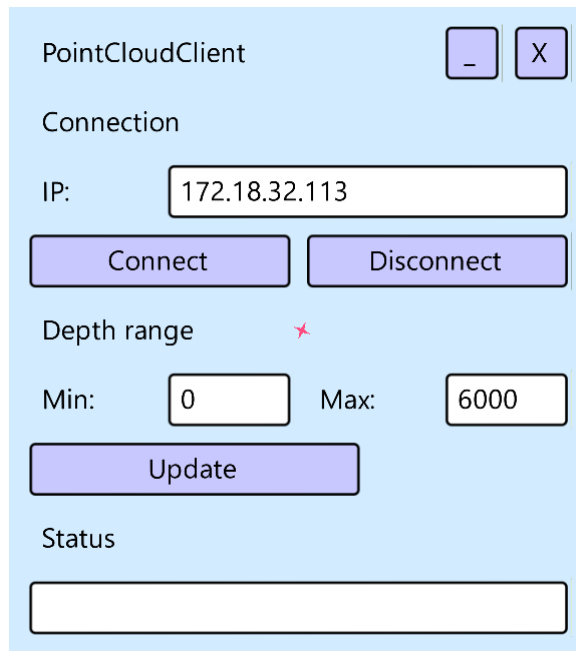 PointCloudClient _ X
Connection
IP: 172.18.32.113
Connect Disconnect
Depth range
Min: 0 Max: 6000
Update
Status